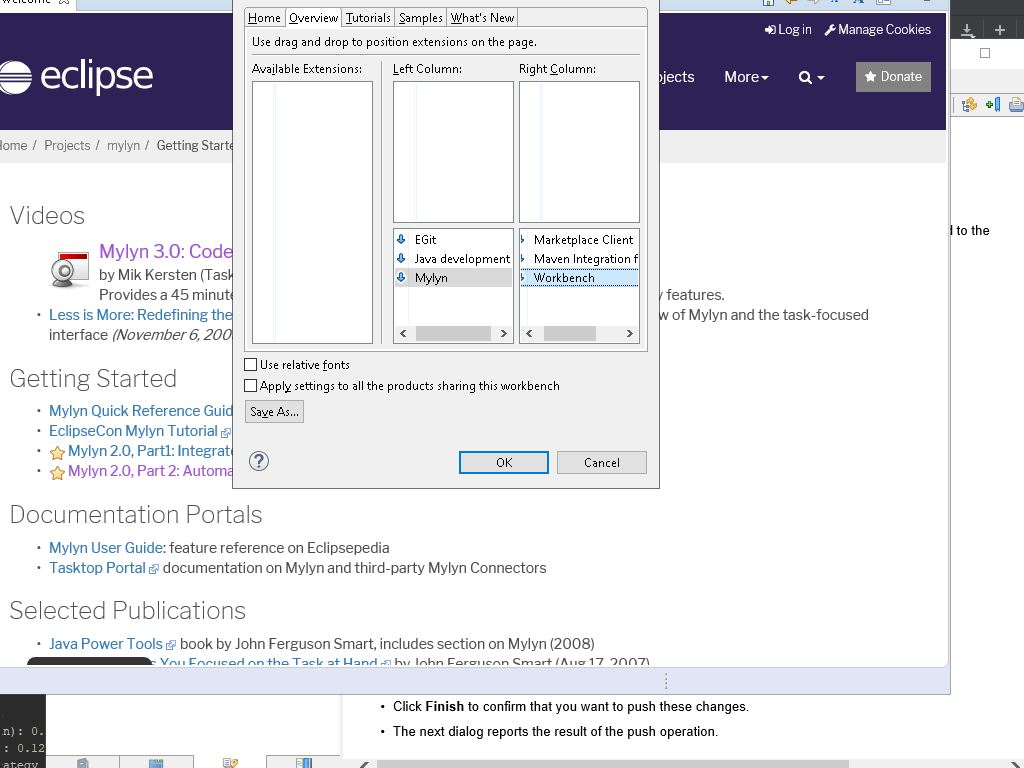 Home Overview Tutorials Samples What's New
Use drag and drop to position extensions on the page.
Available Extensions: Left Column: Right Column:
EGit
Java development
Mylyn
Marketplace Client
Maven Integration f
Workbench
Use relative fonts
Apply settings to all the products sharing this workbench
Save As...
?
OK Cancel
Log in Manage Cookies
eclipse
More
Donate
Home / Projects / mylyn / Getting Starte
Videos
Mylyn 3.0: Code
by Mik Kersten (Task
Provides a 45 minute
y features.
• Less is More: Redefining the
w of Mylyn and the task-focused
interface (November 6, 200
Getting Started
• Mylyn Quick Reference Guid
• EclipseCon Mylyn Tutorial
• Mylyn 2.0, Part1: Integrat
• Mylyn 2.0, Part 2: Automa
Documentation Portals
• Mylyn User Guide: feature reference on Eclipsepedia
• Tasktop Portal documentation on Mylyn and third-party Mylyn Connectors
Selected Publications
• Java Power Tools book by John Ferguson Smart, includes section on Mylyn (2008)
s You Focused on the Task at Hand by John Ferguson Smart (Aug 17, 2007)
d to the
• Click Finish to confirm that you want to push these changes.
• The next dialog reports the result of the push operation.
n): 0.
: 0.12
ategy